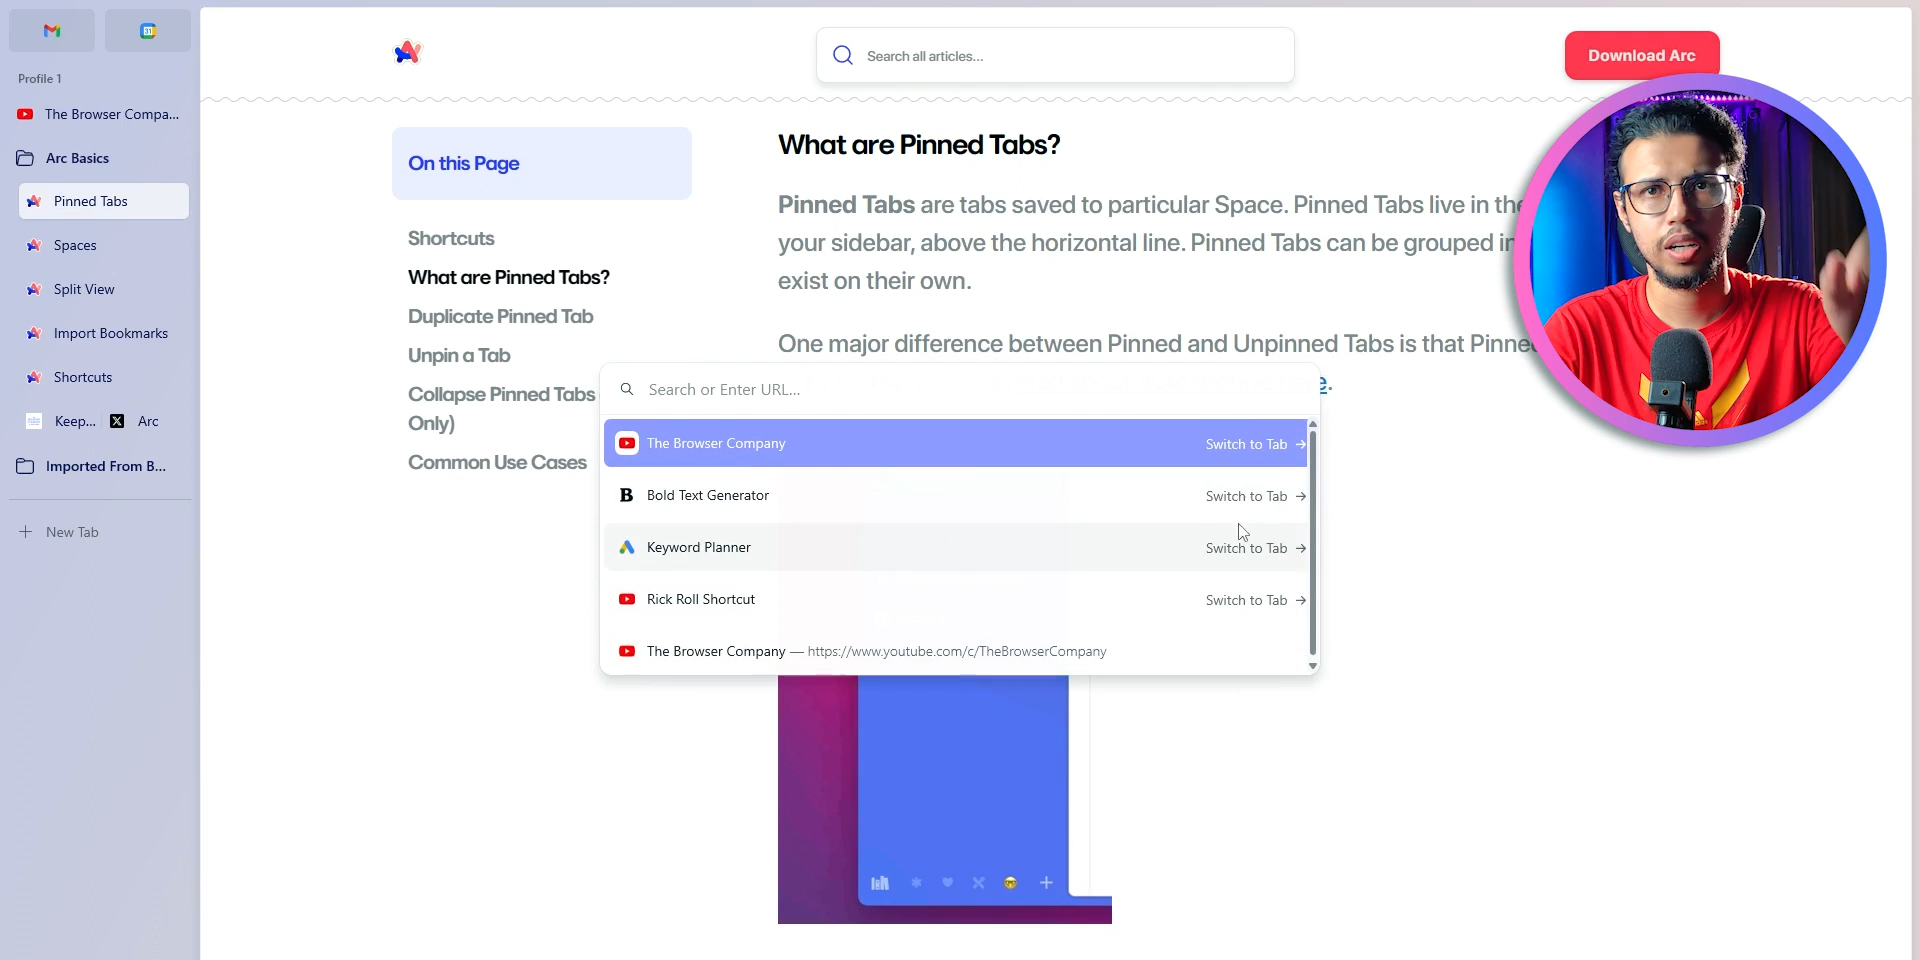 31
Profile 1
The Browser Compa...
Arc Basics
Pinned Tabs
Spaces
Split View
Import Bookmarks
Shortcuts
Keep...
X
Arc
Imported From B...
New Tab
Search all articles...
Download Arc
On this Page
Shortcuts
What are Pinned Tabs?
Duplicate Pinned Tab
Unpin a Tab
Collapse Pinned Tabs
Only)
Common Use Cases
What are Pinned Tabs?
Pinned Tabs are tabs saved to particular Space. Pinned Tabs live in the
your sidebar, above the horizontal line. Pinned Tabs can be grouped in
exist on their own.
One major difference between Pinned and Unpinned Tabs is that Pinne
Search or Enter URL...
The Browser Company Switch to Tab →
B Bold Text Generator Switch to Tab →
Keyword Planner Switch to Tab →
Rick Roll Shortcut Switch to Tab →
The Browser Company — https://www.youtube.com/c/TheBrowserCompany